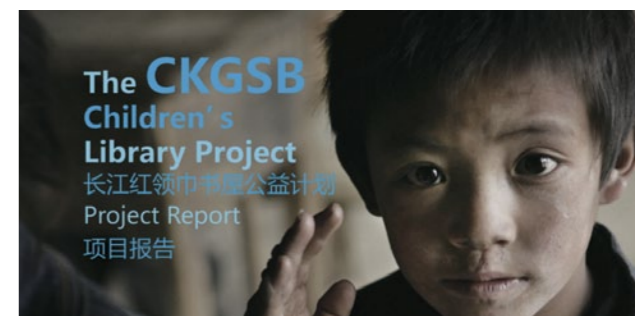 The CKGSB
Children's
Library Project
长江红领巾书屋公益计划
Project Report
项目报告